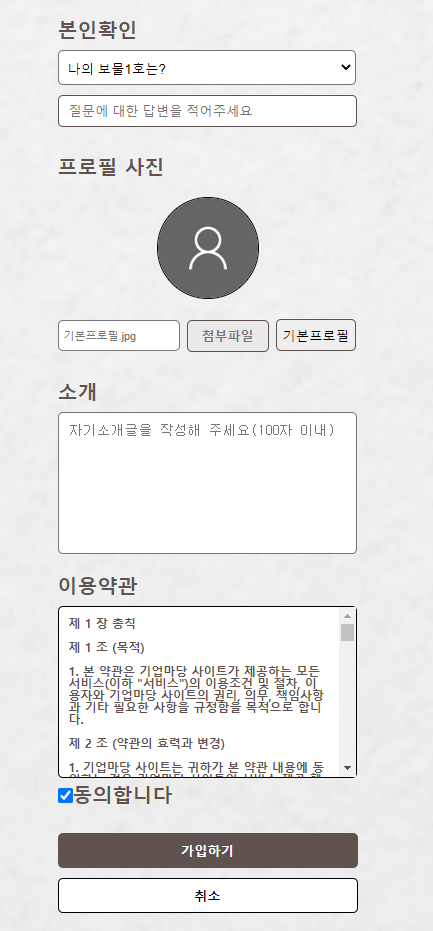 본인확인
나의 보물1호는?
질문에 대한 답변을 적어주세요
프로필 사진
기본프로필.jpg
첨부파일
기본프로필
소개
자기소개글을 작성해 주세요(100자 이내)
이용약관
제 1 장 총칙
제 1 조 (목적)
1. 본 약관은 기업마당 사이트가 제공하는 모든
서비스(이하 "서비스")의 이용조건 및 절차, 이
용자와 기업마당 사이트의 권리, 의무, 책임사항
과 기타 필요한 사항을 규정함을 목적으로 합니
다.
제 2 조 (약관의 효력과 변경)
1. 기업마당 사이트는 귀하가 본 약관 내용에 동
동의합니다
가입하기
취소